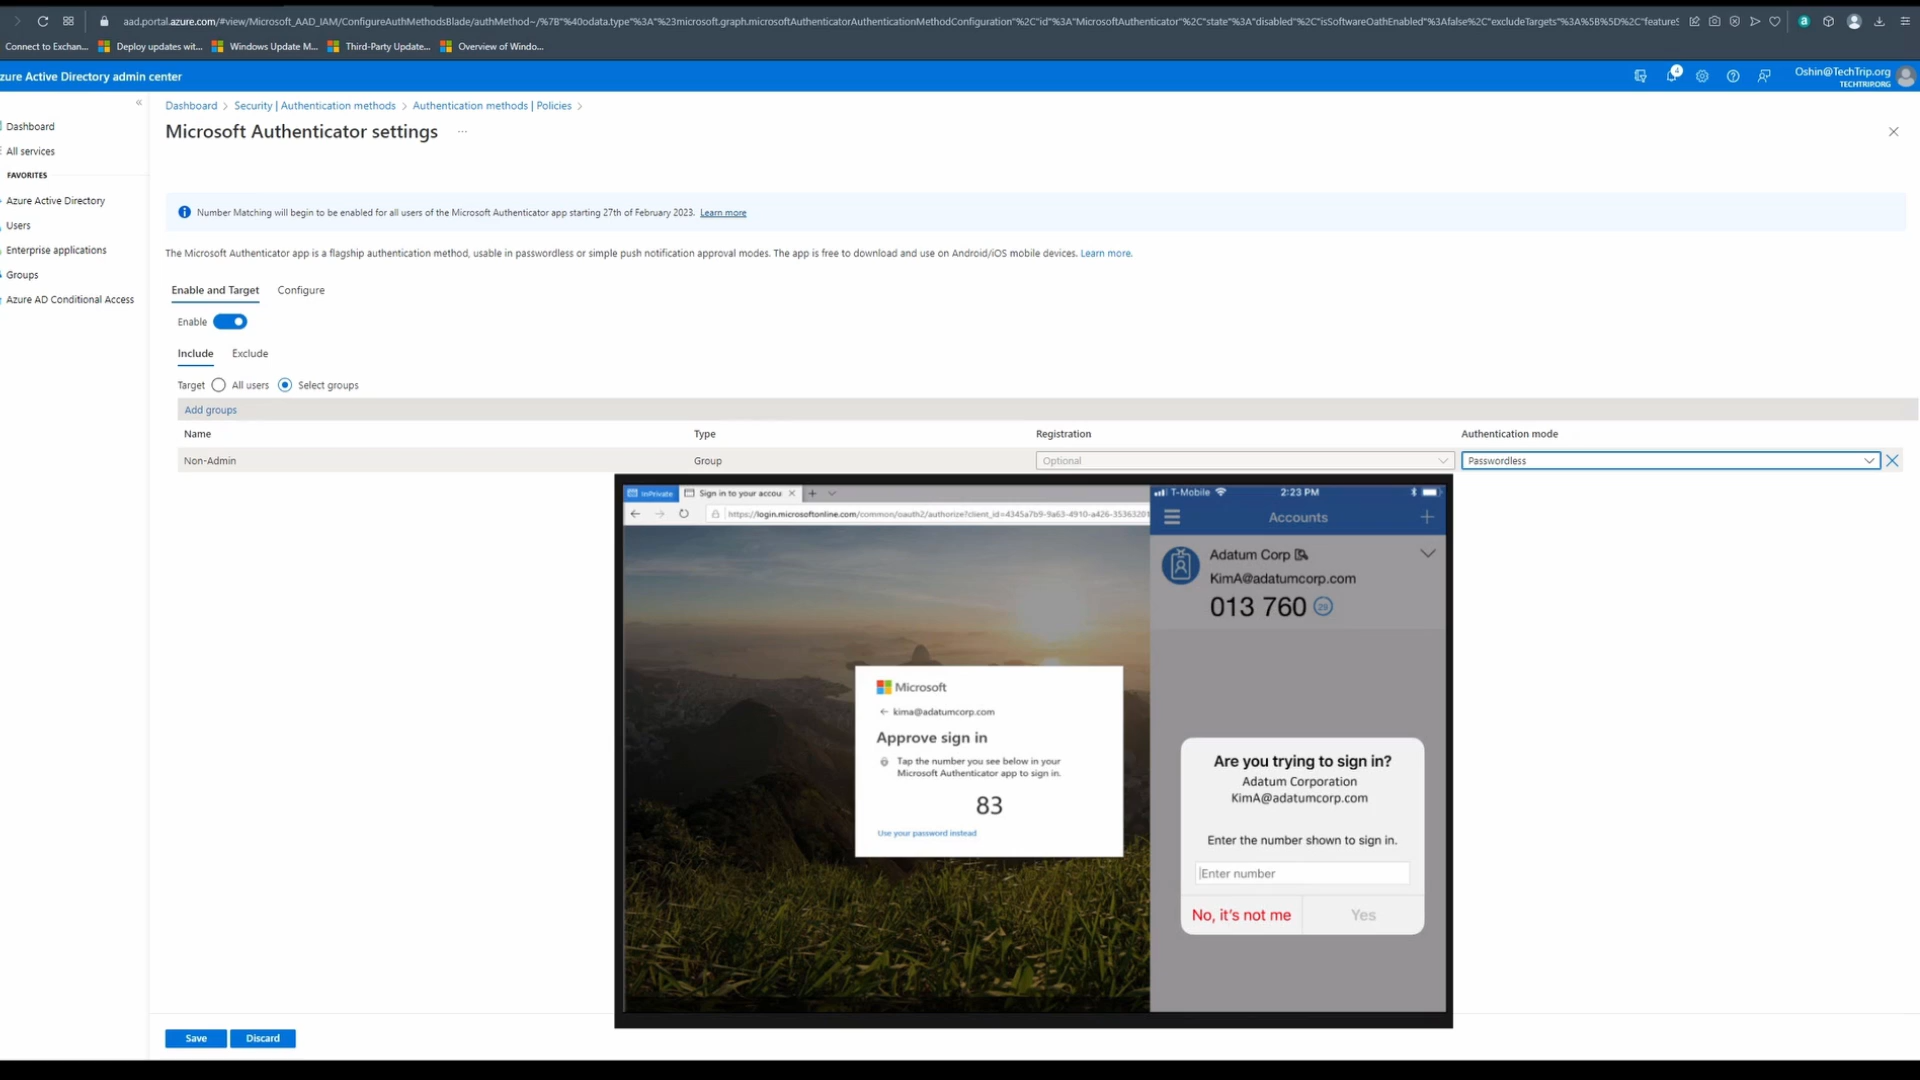 aad.portal.azure.com/#view/Microsoft_AAD_IAM/ConfigureAuthMethodsBlade/authMethod~/%7B"%40odata.type"%3A"%23microsoft.graph.microsoftAuthenticatorAuthenticationMethodConfiguration"%2C"id"%3A"MicrosoftAuthenticator"%2C"state"%3A"disabled"%2C"isSoftwareOathEnabled"%3Afalse%2C"excludeTargets"%3A%5B%5D%2C"features
Connect to Exchan... Deploy updates wit... Windows Update M... Third-Party Update... Overview of Windo...
zure Active Directory admin center
4
Oshin@TechTrip.org
TECHTRIP.ORG
Dashboard > Security | Authentication methods > Authentication methods | Policies >
Microsoft Authenticator settings ...
Dashboard
All services
FAVORITES
Azure Active Directory
Users
Enterprise applications
Groups
Azure AD Conditional Access
Number Matching will begin to be enabled for all users of the Microsoft Authenticator app starting 27th of February 2023. Learn more
The Microsoft Authenticator app is a flagship authentication method, usable in passwordless or simple push notification approval modes. The app is free to download and use on Android/iOS mobile devices. Learn more.
Enable and Target Configure
Enable
Include Exclude
Target All users Select groups
Add groups
Name Type Registration Authentication mode
Non-Admin Group Optional Passwordless
InPrivate Sign in to your accou
https://login.microsoftonline.com/common/oauth2/authorize?client_id=4345a7b9-9a63-4910-a426-35363201
Microsoft
kima@adatumcorp.com
Approve sign in
Tap the number you see below in your
Microsoft Authenticator app to sign in.
83
Use your password instead
T-Mobile 2:23 PM
Accounts
Adatum Corp
KimA@adatumcorp.com
013 760 29
Are you trying to sign in?
Adatum Corporation
KimA@adatumcorp.com
Enter the number shown to sign in.
Enter number
No, it's not me Yes
Save Discard